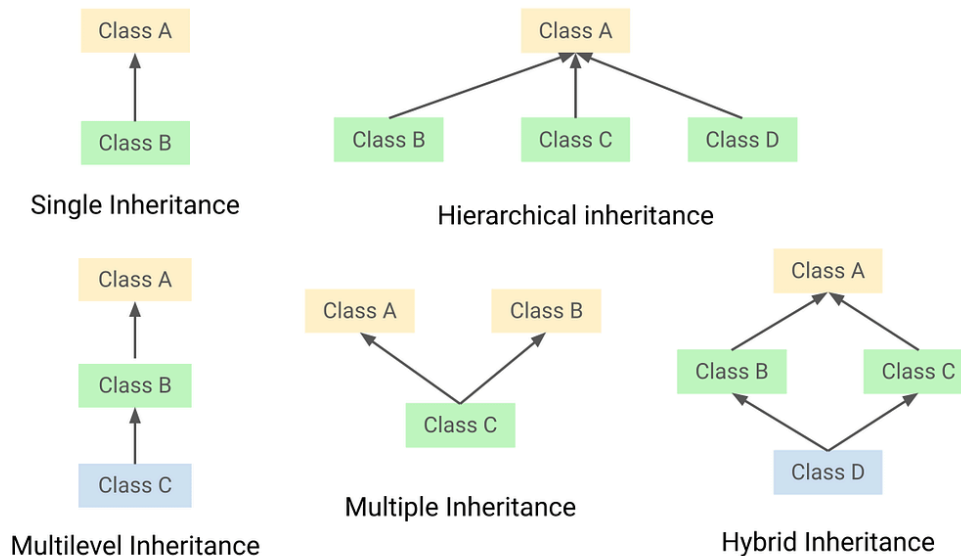 Class A
Class B
Single Inheritance
Class A
Class B
Class C
Class D
Hierarchical inheritance
Class A
Class B
Class C
Multilevel Inheritance
Class A
Class B
Class C
Multiple Inheritance
Class A
Class B
Class C
Class D
Hybrid Inheritance